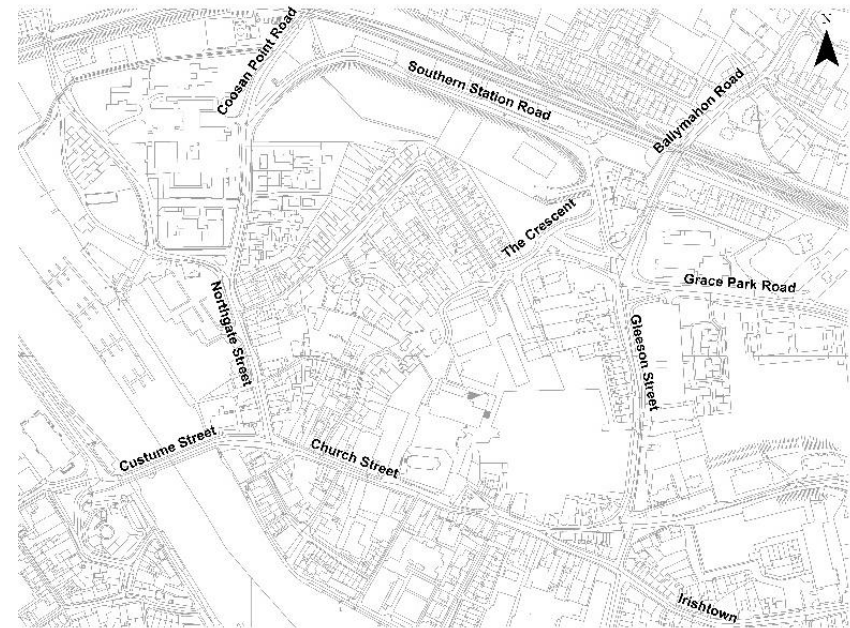 N
Coosan Point Road
Southern Station Road
Ballymahon Road
The Crescent
Grace Park Road
Northgate Street
Gleeson Street
Custume Street
Church Street
Irishtown